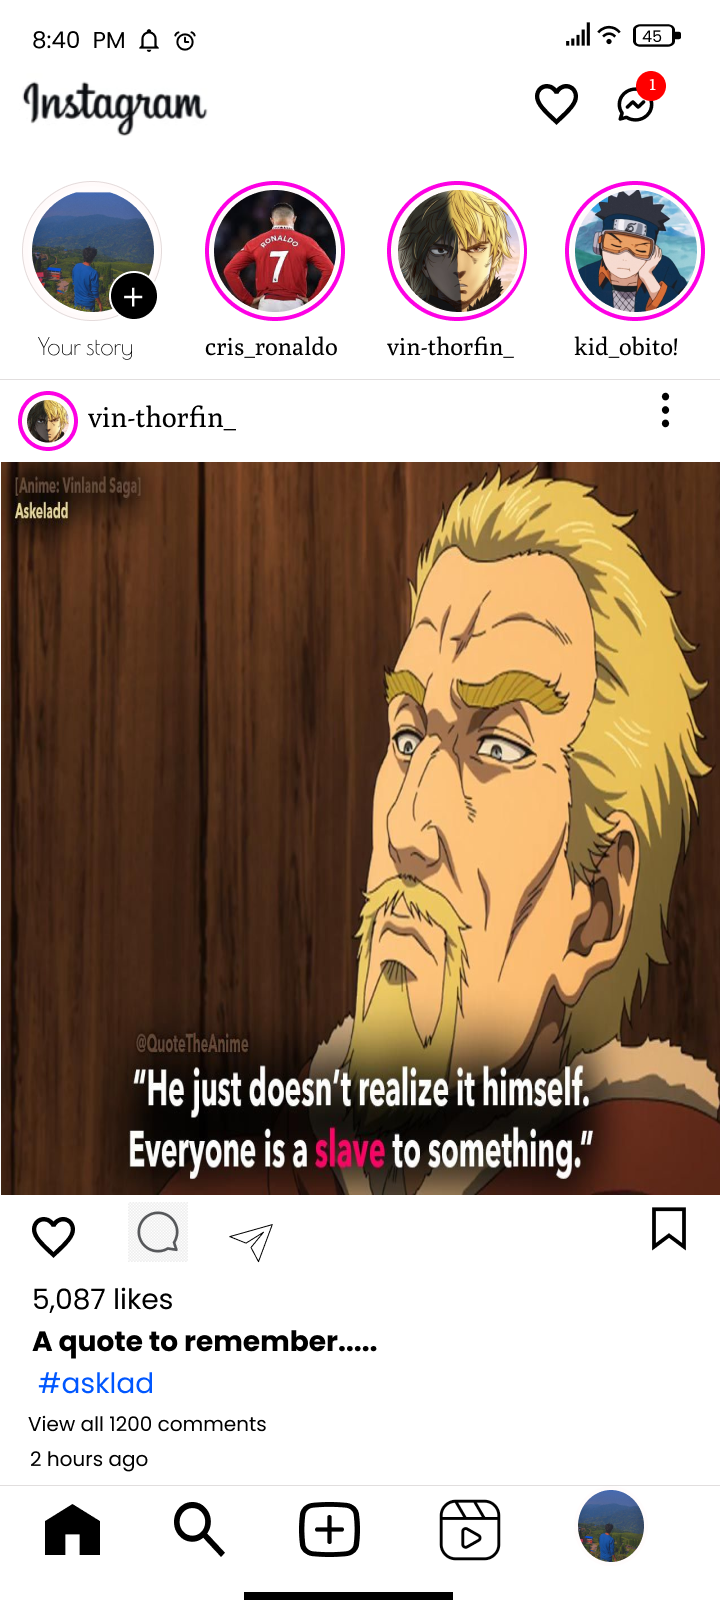 8:40 PM
45
Instagram
1
RONALDO
7
Your story
cris_ronaldo
vin-thorfin_
kid_obito!
vin-thorfin_
[Anime: Vinland Saga]
Askeladd
@QuoteTheAnime
“He just doesn’t realize it himself.
Everyone is a slave to something.”
5,087 likes
A quote to remember.....
#asklad
View all 1200 comments
2 hours ago